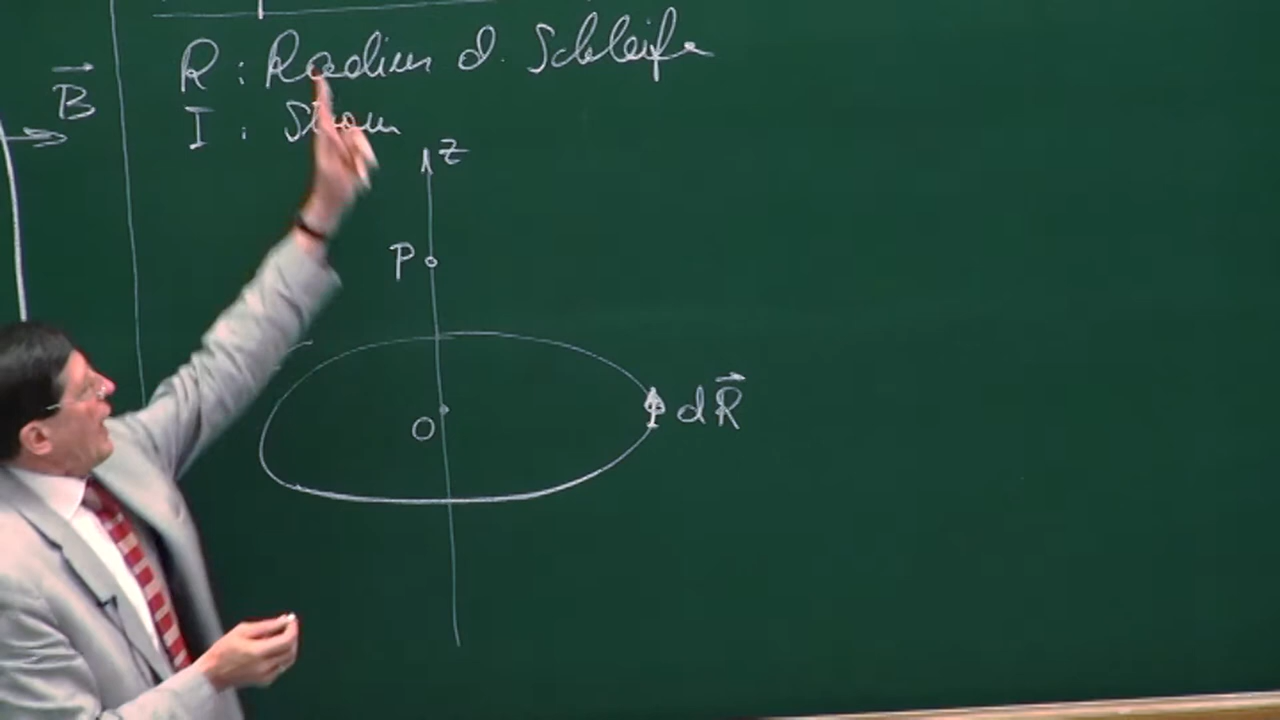 R : Radius d. Schleife
B⃗
I : Strom
z
P
dR⃗
O